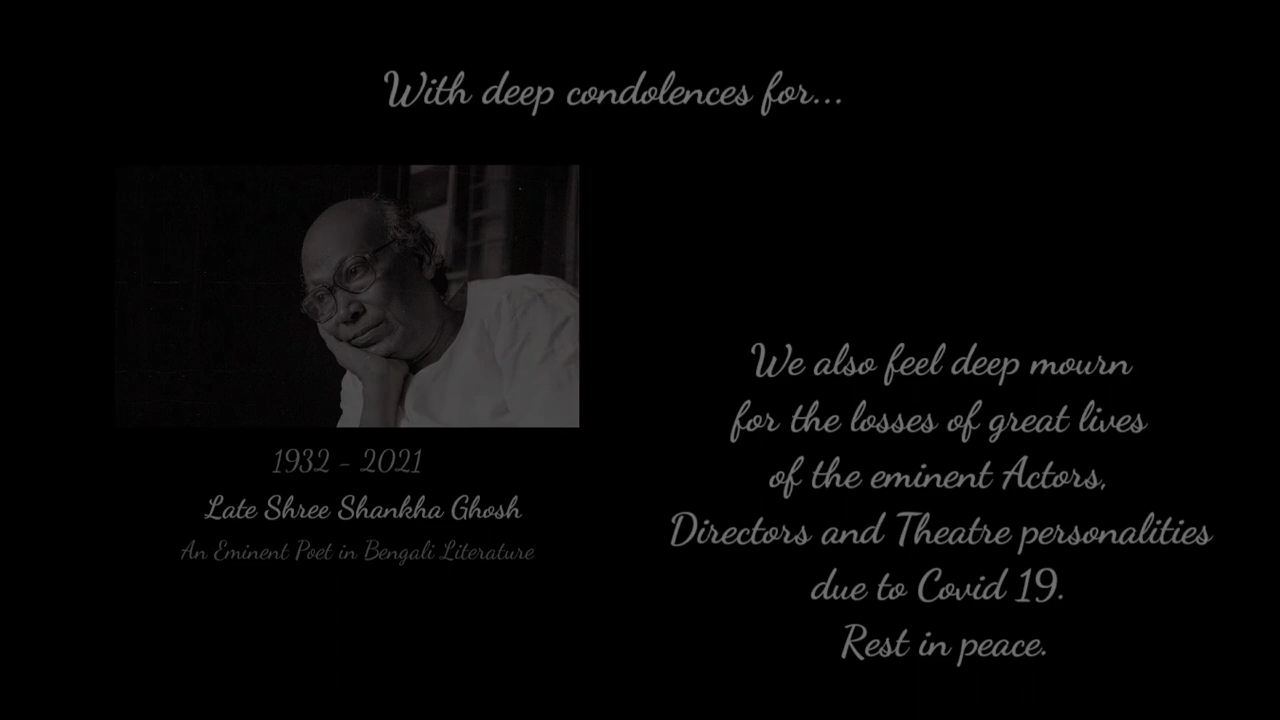 With deep condolences for...
1932 - 2021
Late Shree Shankha Ghosh
An Eminent Poet in Bengali Literature
We also feel deep mourn
for the losses of great lives
of the eminent Actors,
Directors and Theatre personalities
due to Covid 19.
Rest in peace.